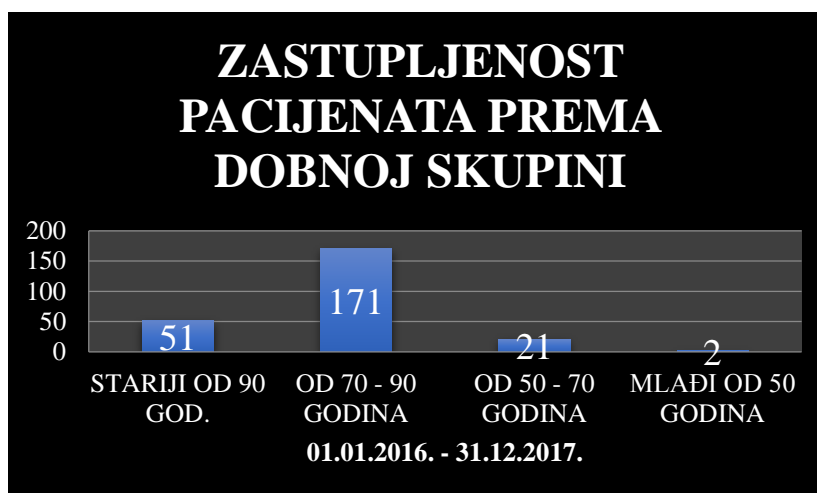 ZASTUPLJENOST
PACIJENATA PREMA
DOBNOJ SKUPINI
200
150
100
50
0
51
171
21
2
STARIJI OD 90
GOD.
OD 70 - 90
GODINA
OD 50 - 70
GODINA
MLAĐI OD 50
GODINA
01.01.2016. - 31.12.2017.